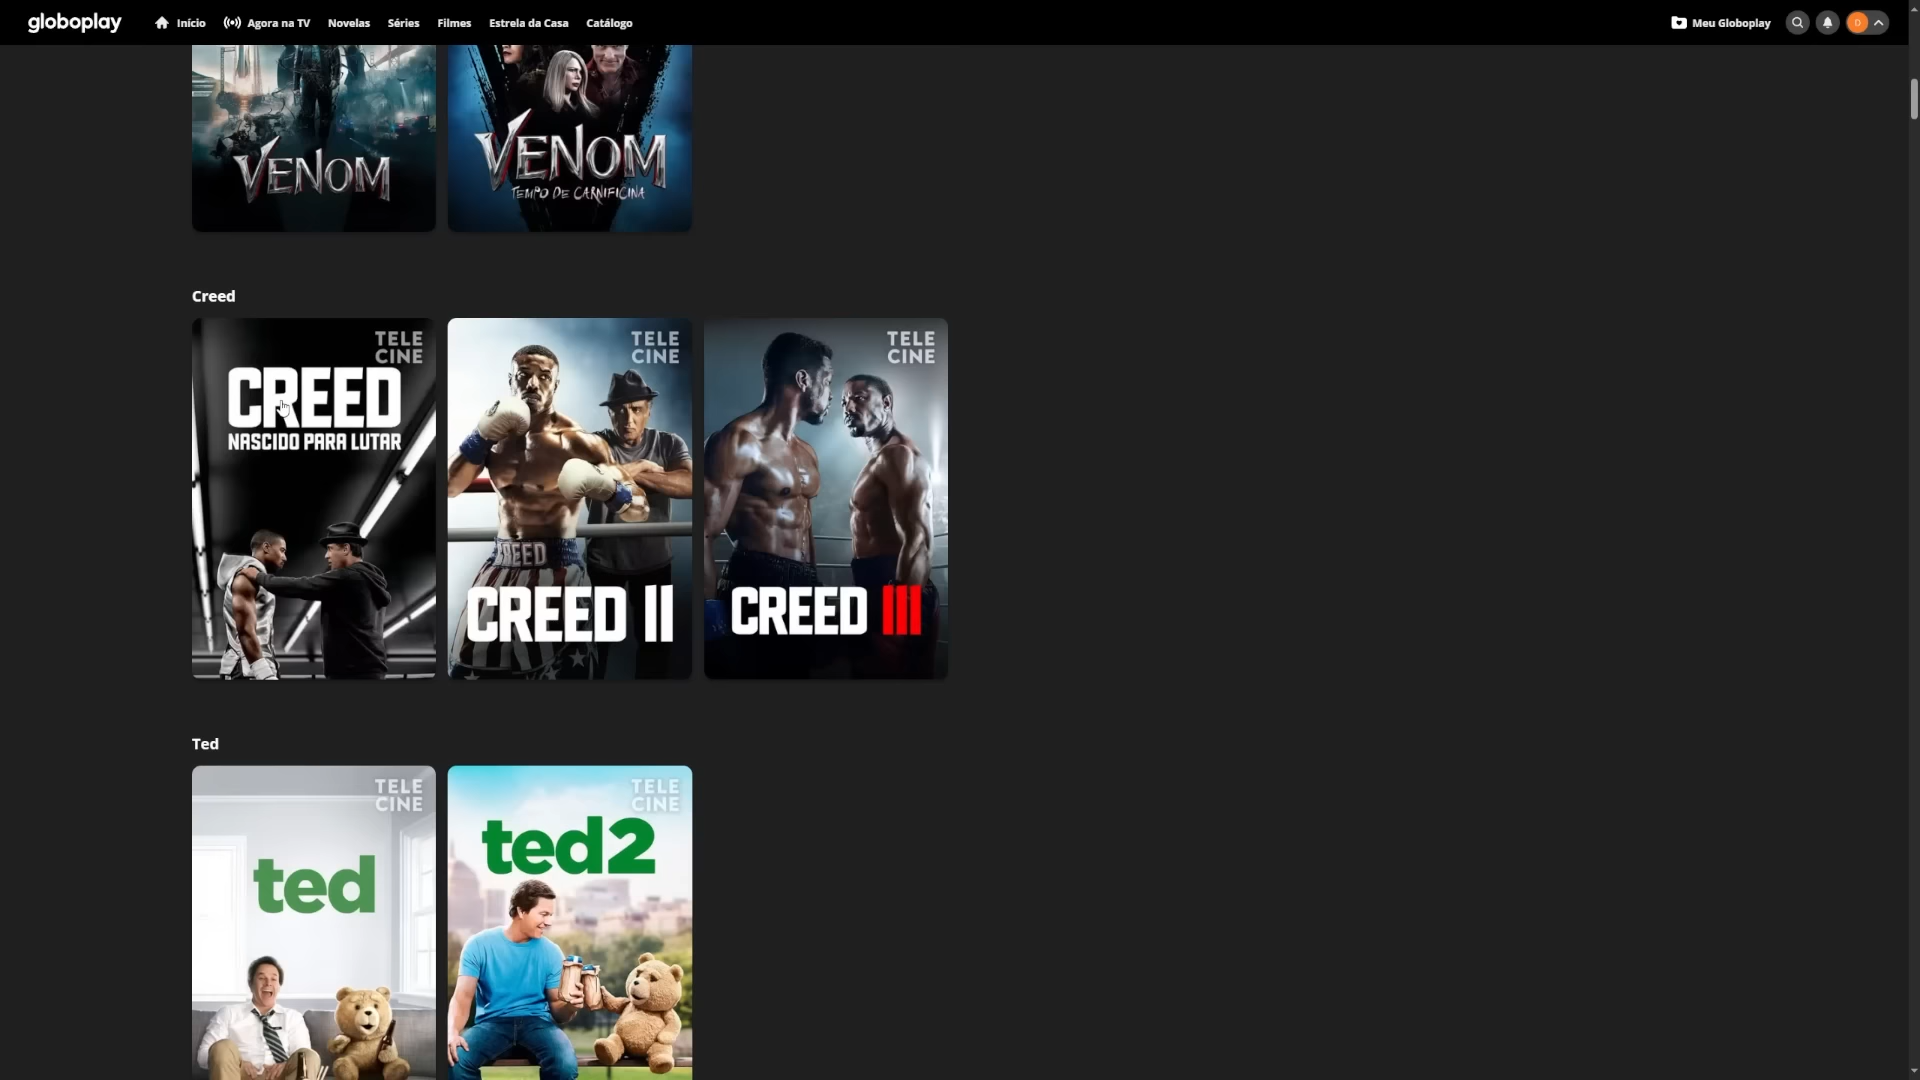 globoplay
Início
Agora na TV
Novelas
Séries
Filmes
Estrela da Casa
Catálogo
Meu Globoplay
D
VENOM
VENOM
TEMPO DE CARNIFICINA
Creed
TELE
CINE
CREED
NASCIDO PARA LUTAR
TELE
CINE
CREED
CREED II
TELE
CINE
CREED III
Ted
TELE
CINE
ted
TELE
CINE
ted2